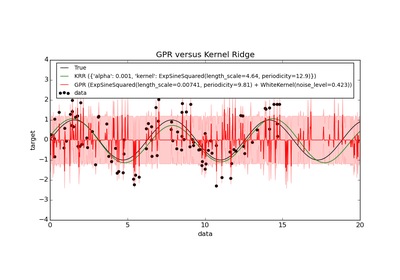 GPR versus Kernel Ridge
True
KRR ({'alpha': 0.001, 'kernel': ExpSineSquared(length_scale=4.64, periodicity=12.9)})
GPR (ExpSineSquared(length_scale=0.00741, periodicity=9.81) + WhiteKernel(noise_level=0.423))
data
4
3
2
1
0
−1
−2
−3
−4
target
0
5
10
15
20
data